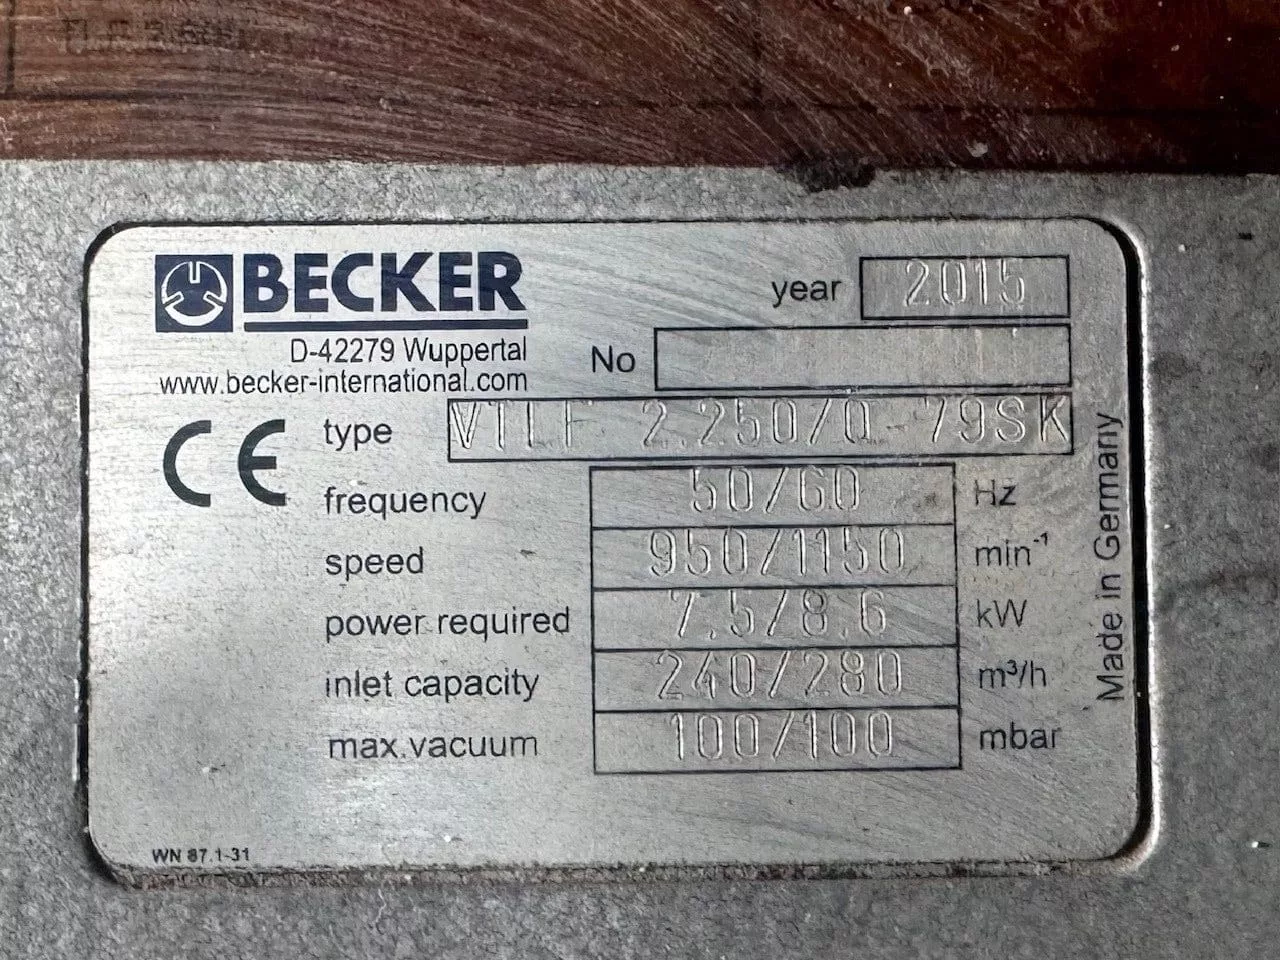 BECKER
D-42279 Wuppertal
www.becker-international.com
year 2015
No
type VTLF 2.250/0-79SK
frequency 50/60 Hz
speed 950/1150 min⁻¹
power required 7.5/8.6 kW
inlet capacity 240/280 m³/h
max.vacuum 100/100 mbar
CE
Made in Germany
WN 87.1-31